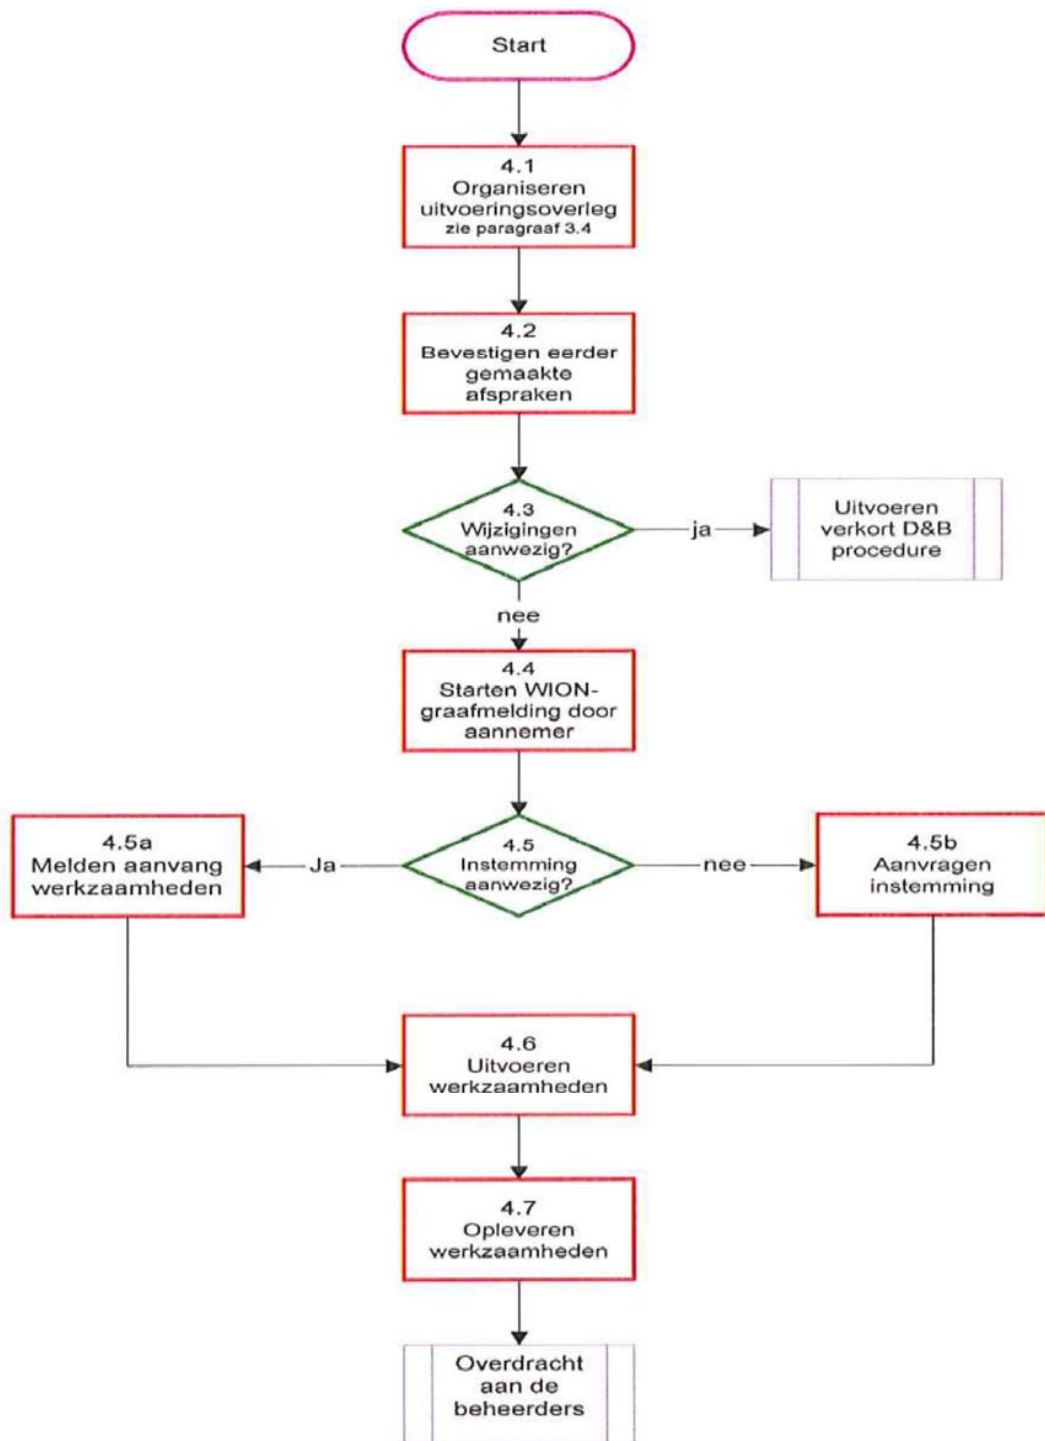 Start
4.1
Organiseren
uitvoeringsoverleg
zie paragraaf 3.4
4.2
Bevestigen eerder
gemaakte
afspraken
4.3
Wijzigingen
aanwezig?
ja
Uitvoeren
verkort D&B
procedure
nee
4.4
Starten WION-
graafmelding door
aannemer
4.5a
Melden aanvang
werkzaamheden
Ja
4.5
Instemming
aanwezig?
nee
4.5b
Aanvragen
instemming
4.6
Uitvoeren
werkzaamheden
4.7
Opleveren
werkzaamheden
Overdracht
aan de
beheerders